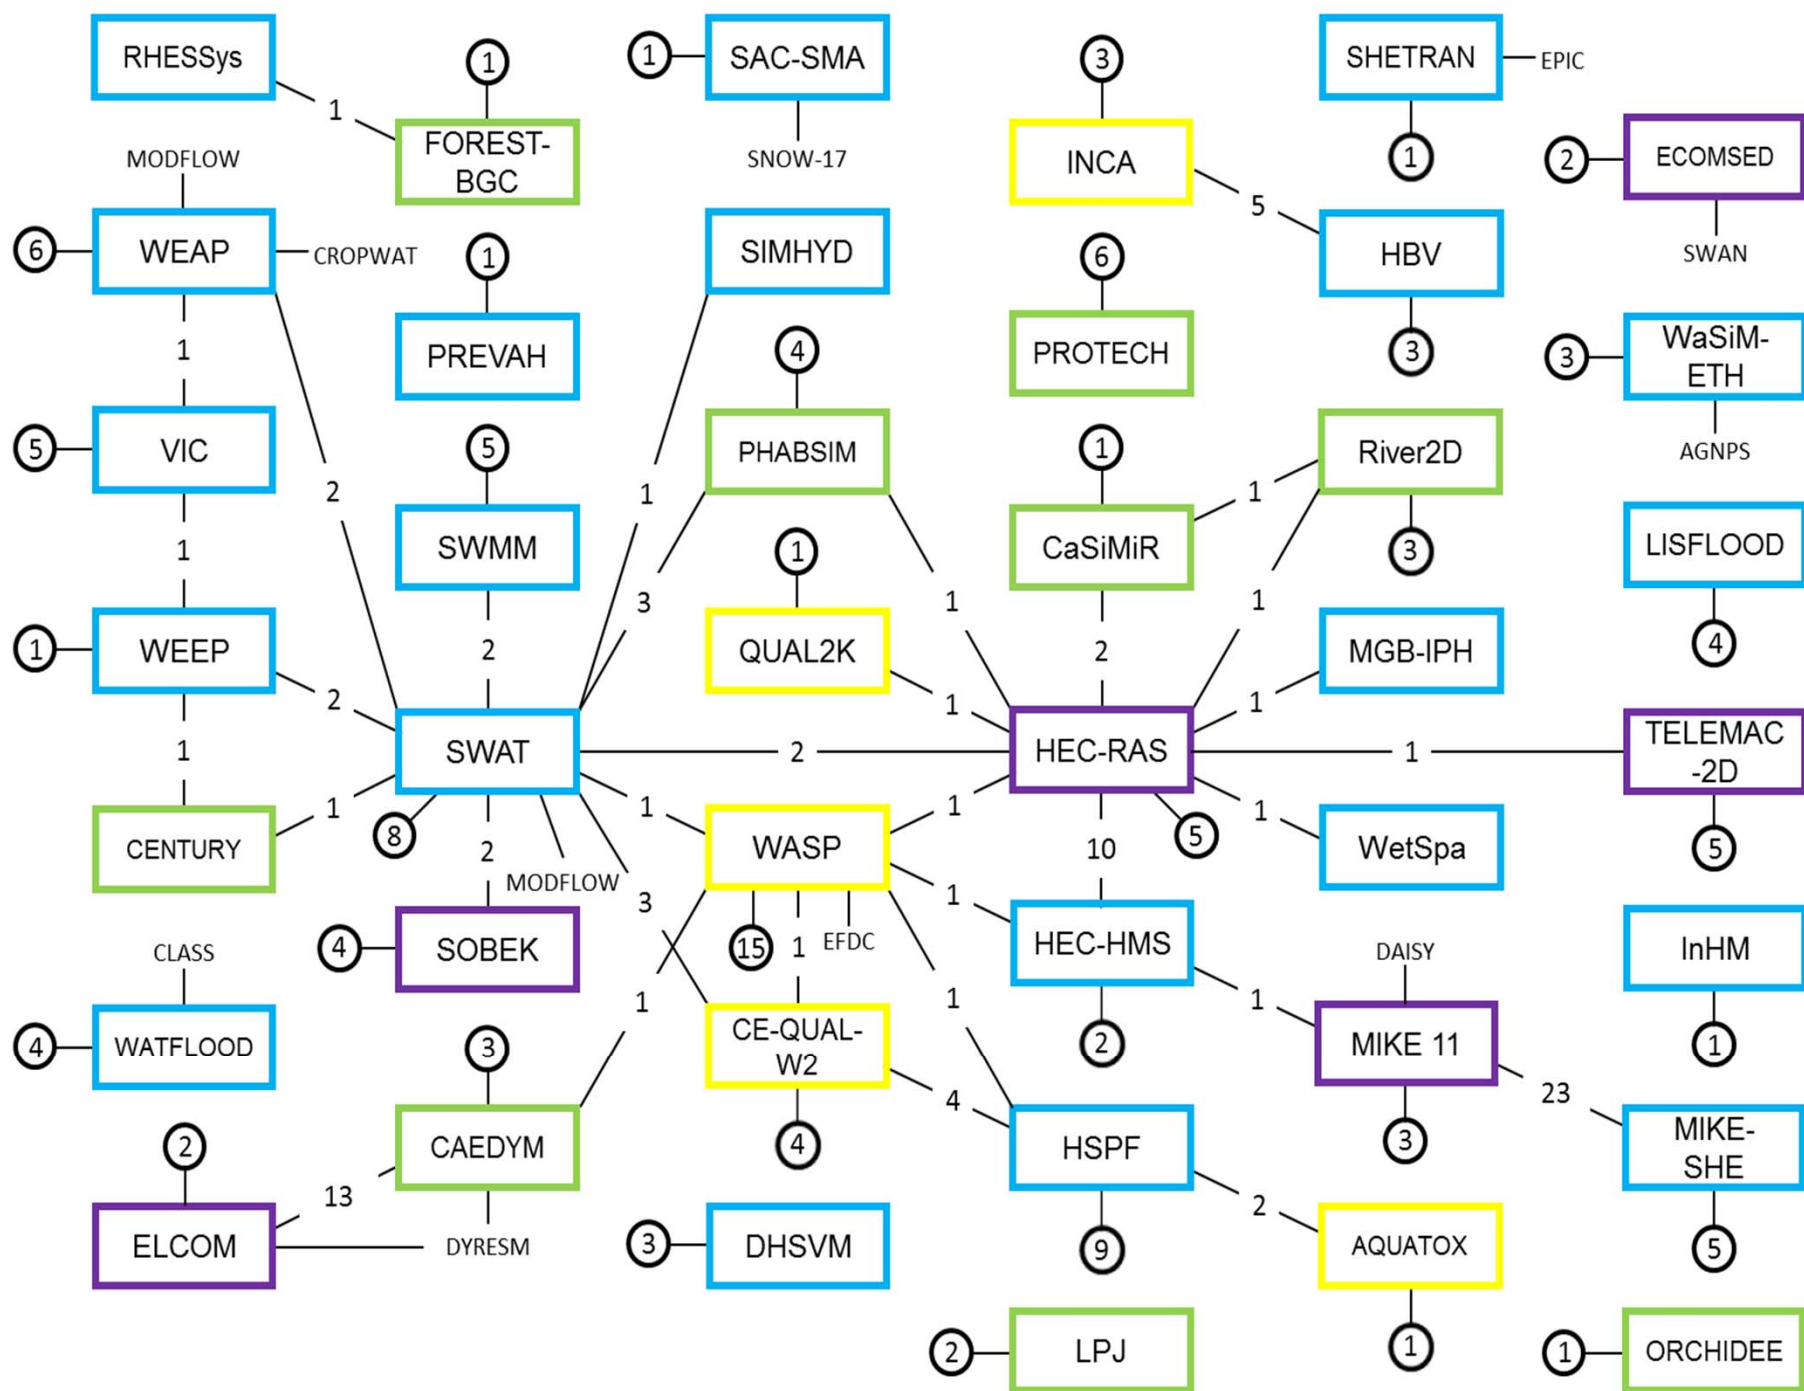 RHESSys
1
1
SAC-SMA
3
SHETRAN
EPIC
1
FOREST-
BGC
MODFLOW
SNOW-17
INCA
1
2
ECOMSED
5
6
WEAP
CROPWAT
1
SIMHYD
6
HBV
SWAN
1
PREVAH
4
PROTECH
3
3
WaSiM-
ETH
5
VIC
5
PHABSIM
1
River2D
AGNPS
2
1
1
1
SWMM
1
CaSiMiR
3
LISFLOOD
3
1
1
1
WEEP
2
QUAL2K
2
MGB-IPH
4
2
1
1
SWAT
2
HEC-RAS
1
TELEMAC
-2D
1
1
1
1
1
CENTURY
8
2
MODFLOW
WASP
10
5
WetSpa
5
3
1
CLASS
4
SOBEK
15
1
EFDC
HEC-HMS
DAISY
InHM
1
1
1
4
WATFLOOD
3
CE-QUAL-
W2
2
MIKE 11
1
4
23
2
CAEDYM
4
HSPF
3
MIKE-
SHE
13
2
ELCOM
DYRESM
3
DHSVM
9
AQUATOX
5
2
LPJ
1
1
ORCHIDEE